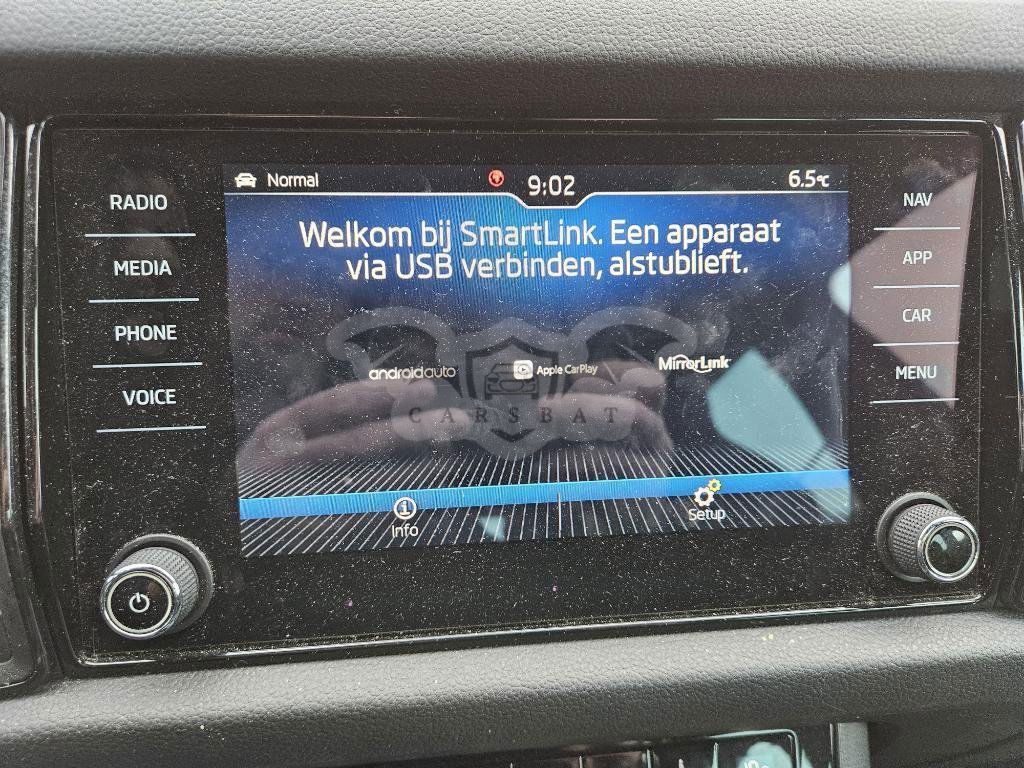 Normal
9:02
6.5°C
RADIO
MEDIA
PHONE
VOICE
Welkom bij SmartLink. Een apparaat
via USB verbinden, alstublieft.
androidauto
Apple CarPlay
MirrorLink
CARSBAT
Info
Setup
NAV
APP
CAR
MENU